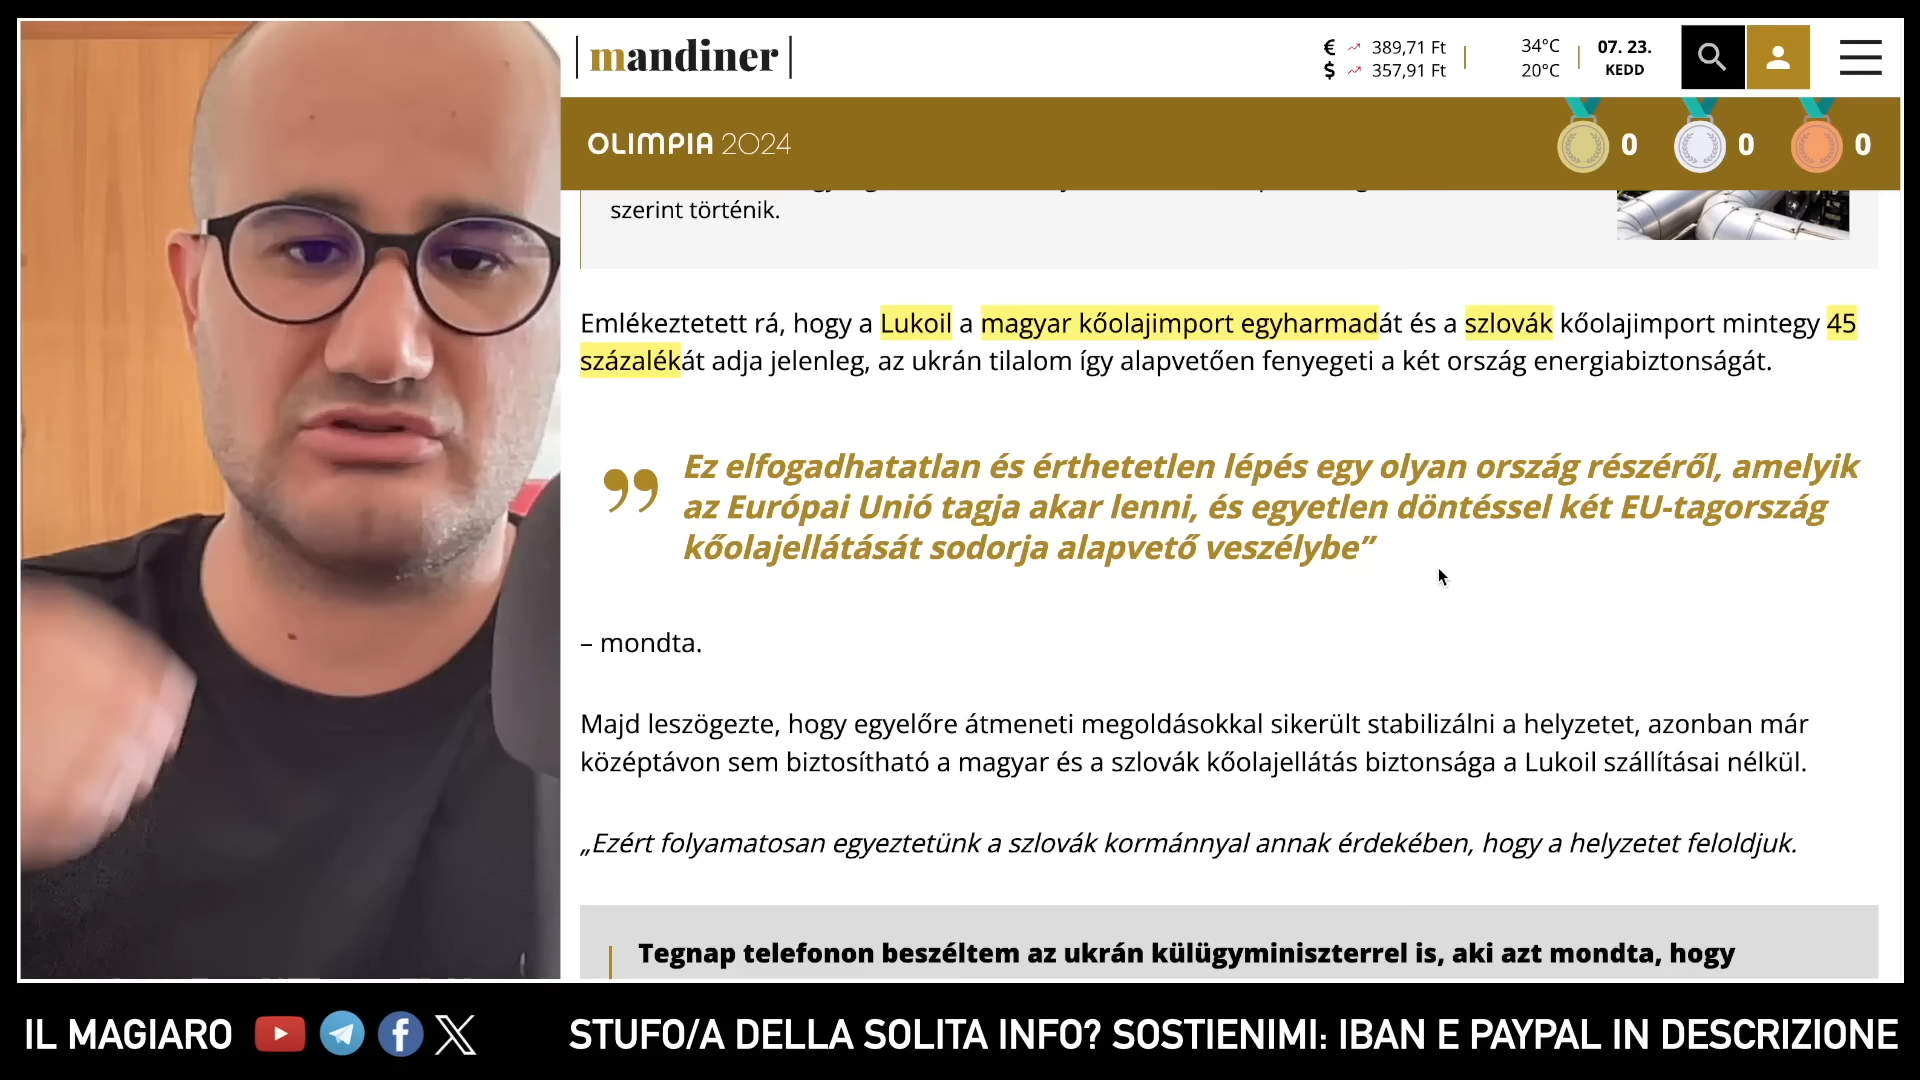 mandiner
€ 389,71 Ft
$ 357,91 Ft
34°C
20°C
07. 23.
KEDD
OLIMPIA 2024
0 0 0
szerint történik.
Emlékeztetett rá, hogy a Lukoil a magyar kőolajimport egyharmadát és a szlovák kőolajimport mintegy 45
százalékát adja jelenleg, az ukrán tilalom így alapvetően fenyegeti a két ország energiabiztonságát.
” Ez elfogadhatatlan és érthetetlen lépés egy olyan ország részéről, amelyik
az Európai Unió tagja akar lenni, és egyetlen döntéssel két EU-tagország
kőolajellátását sodorja alapvető veszélybe”
– mondta.
Majd leszögezte, hogy egyelőre átmeneti megoldásokkal sikerült stabilizálni a helyzetet, azonban már
középtávon sem biztosítható a magyar és a szlovák kőolajellátás biztonsága a Lukoil szállításai nélkül.
„Ezért folyamatosan egyeztetünk a szlovák kormánnyal annak érdekében, hogy a helyzetet feloldjuk.
Tegnap telefonon beszéltem az ukrán külügyminiszterrel is, aki azt mondta, hogy
IL MAGIARO
STUFO/A DELLA SOLITA INFO? SOSTIENIMI: IBAN E PAYPAL IN DESCRIZIONE